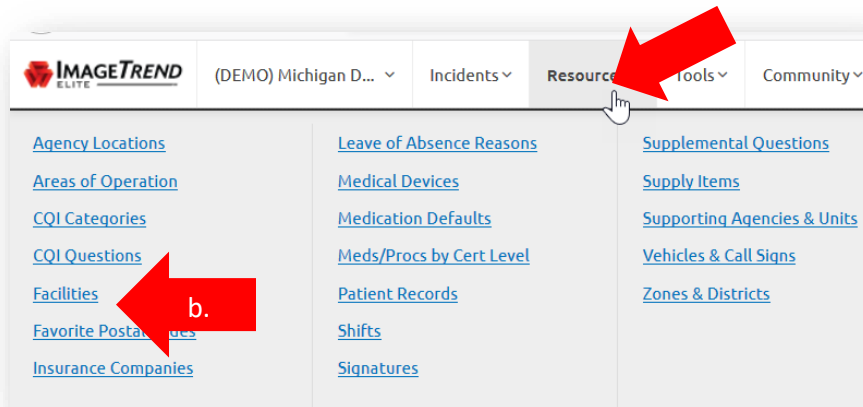 IMAGETREND
ELITE
(DEMO) Michigan D...
Incidents
Resource
Tools
Community
Agency Locations
Areas of Operation
CQI Categories
CQI Questions
Facilities
Favorite Postal
Insurance Companies
Leave of Absence Reasons
Medical Devices
Medication Defaults
Meds/Procs by Cert Level
Patient Records
Shifts
Signatures
Supplemental Questions
Supply Items
Supporting Agencies & Units
Vehicles & Call Signs
Zones & Districts
b.